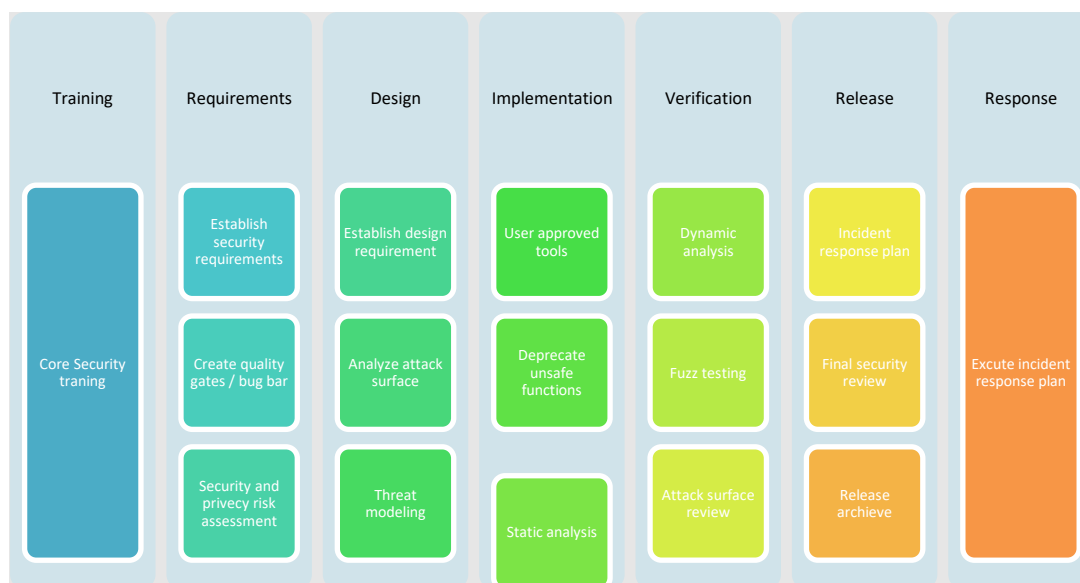 Training
Requirements
Design
Implementation
Verification
Release
Response
Core Security
traning
Establish
security
requirements
Create quality
gates / bug bar
Security and
privecy risk
assessment
Establish design
requirement
Analyze attack
surface
Threat
modeling
User approved
tools
Deprecate
unsafe
functions
Static analysis
Dynamic
analysis
Fuzz testing
Attack surface
review
Incident
response plan
Final security
review
Release
archieve
Excute incident
response plan